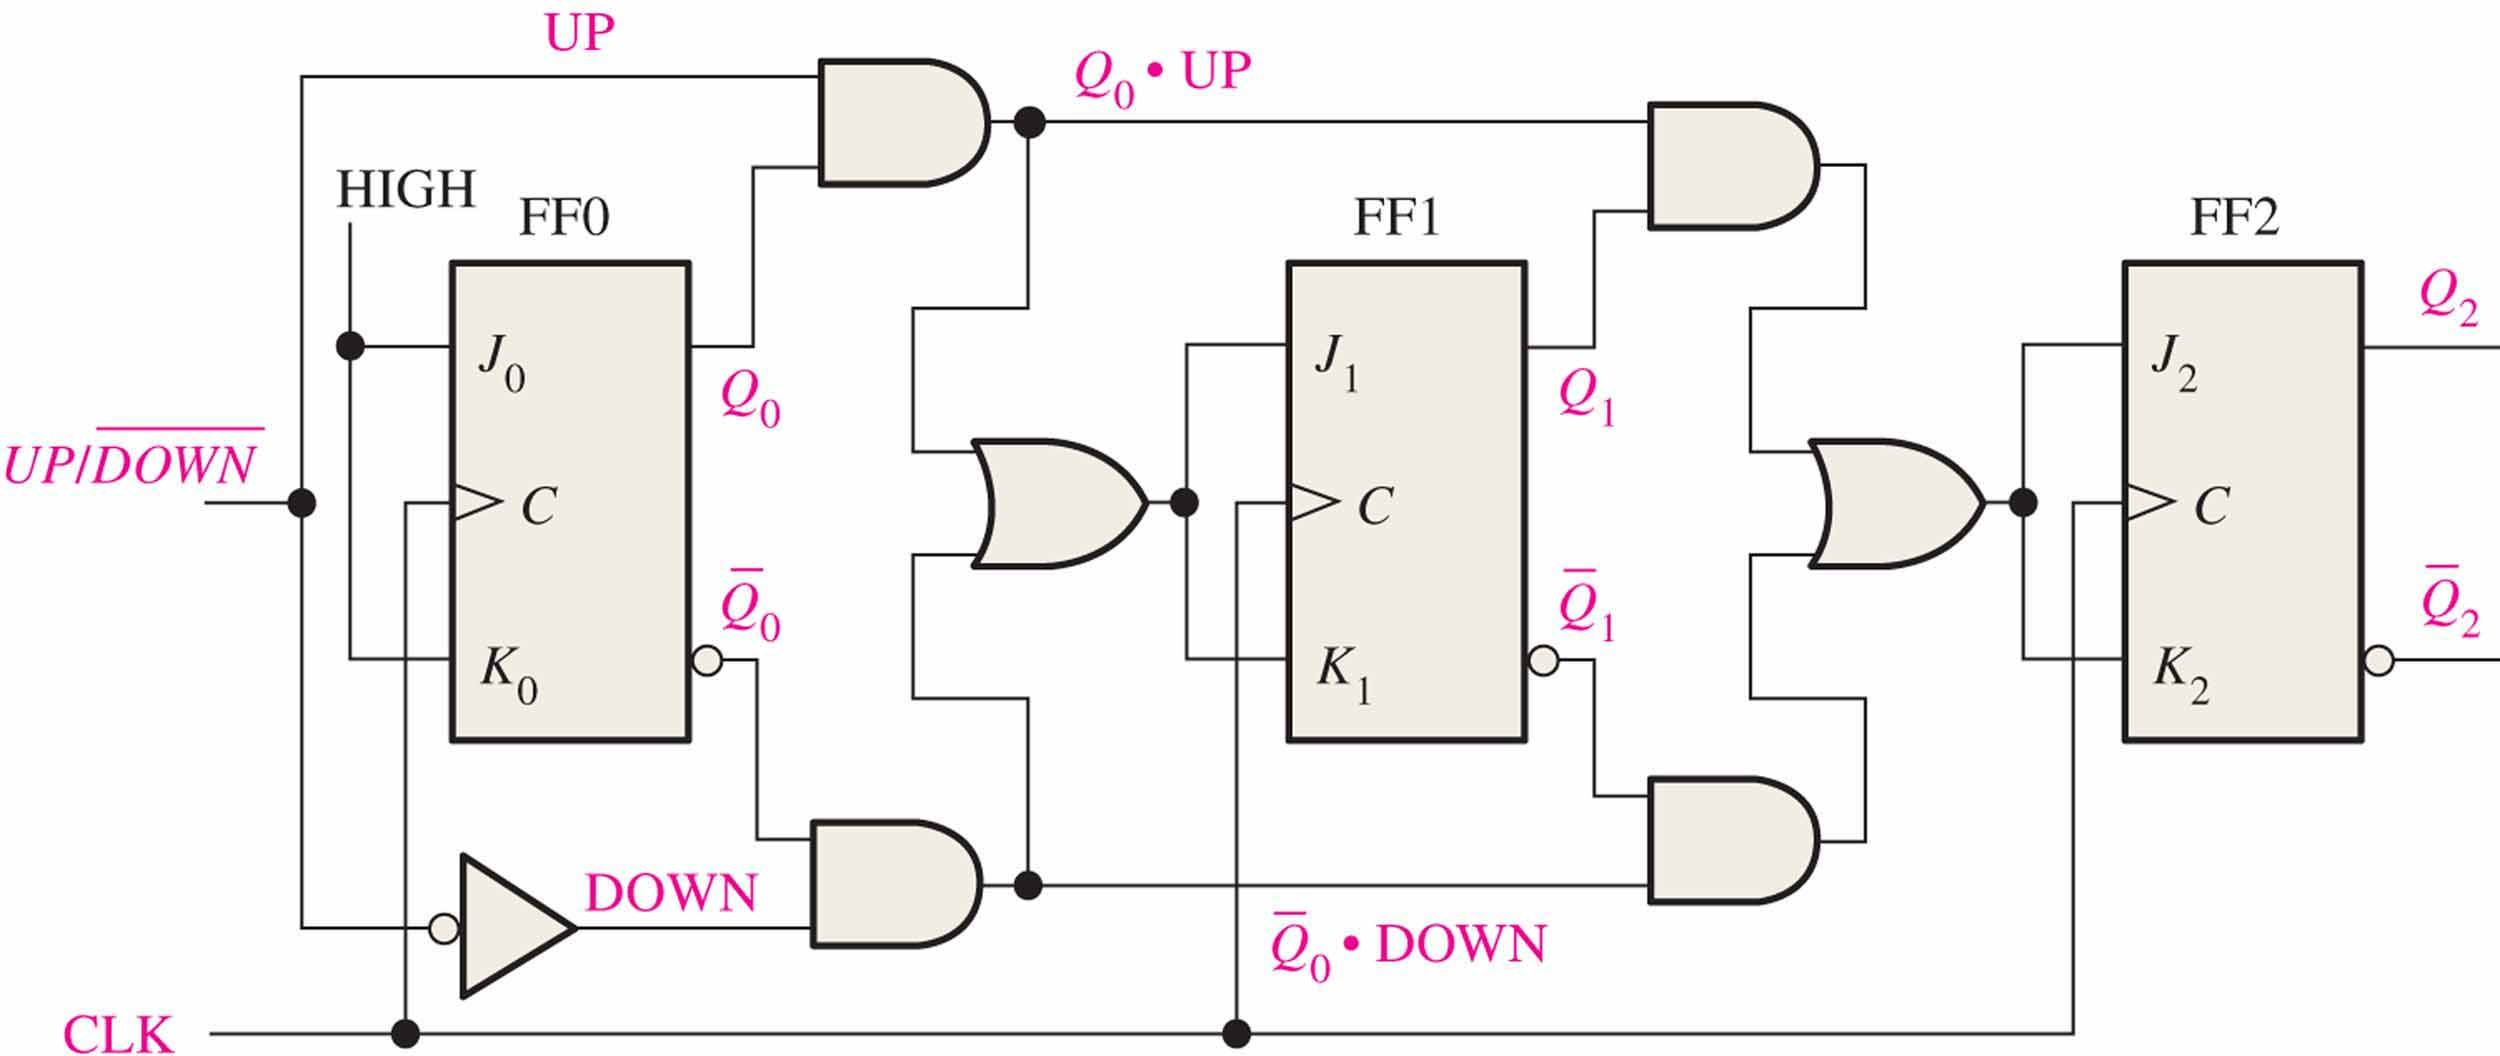 UP
Q₀ • UP
HIGH
FF0
FF1
FF2
Q₂
J₀
J₁
J₂
Q₀
Q₁
UP/D̅O̅W̅N̅
C
C
C
Q̅₀
Q̅₁
Q̅₂
K₀
K₁
K₂
DOWN
Q̅₀ • DOWN
CLK